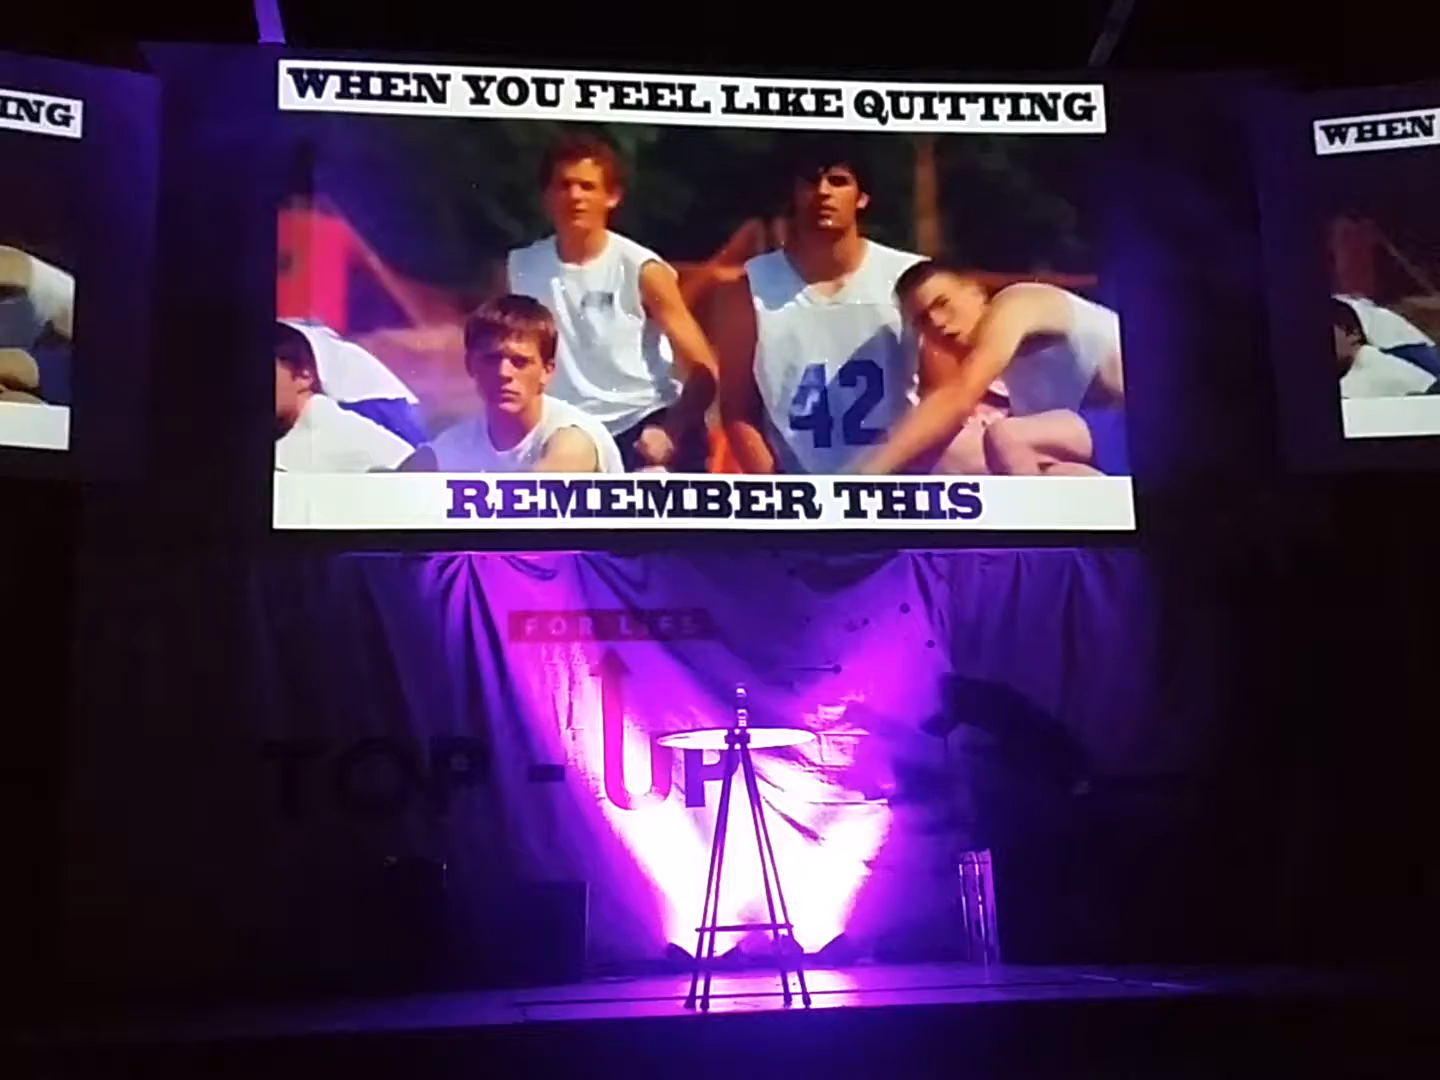 WHEN YOU FEEL LIKE QUITTING
ING
WHEN
42
REMEMBER THIS
FOR LIFE
TOP-UP